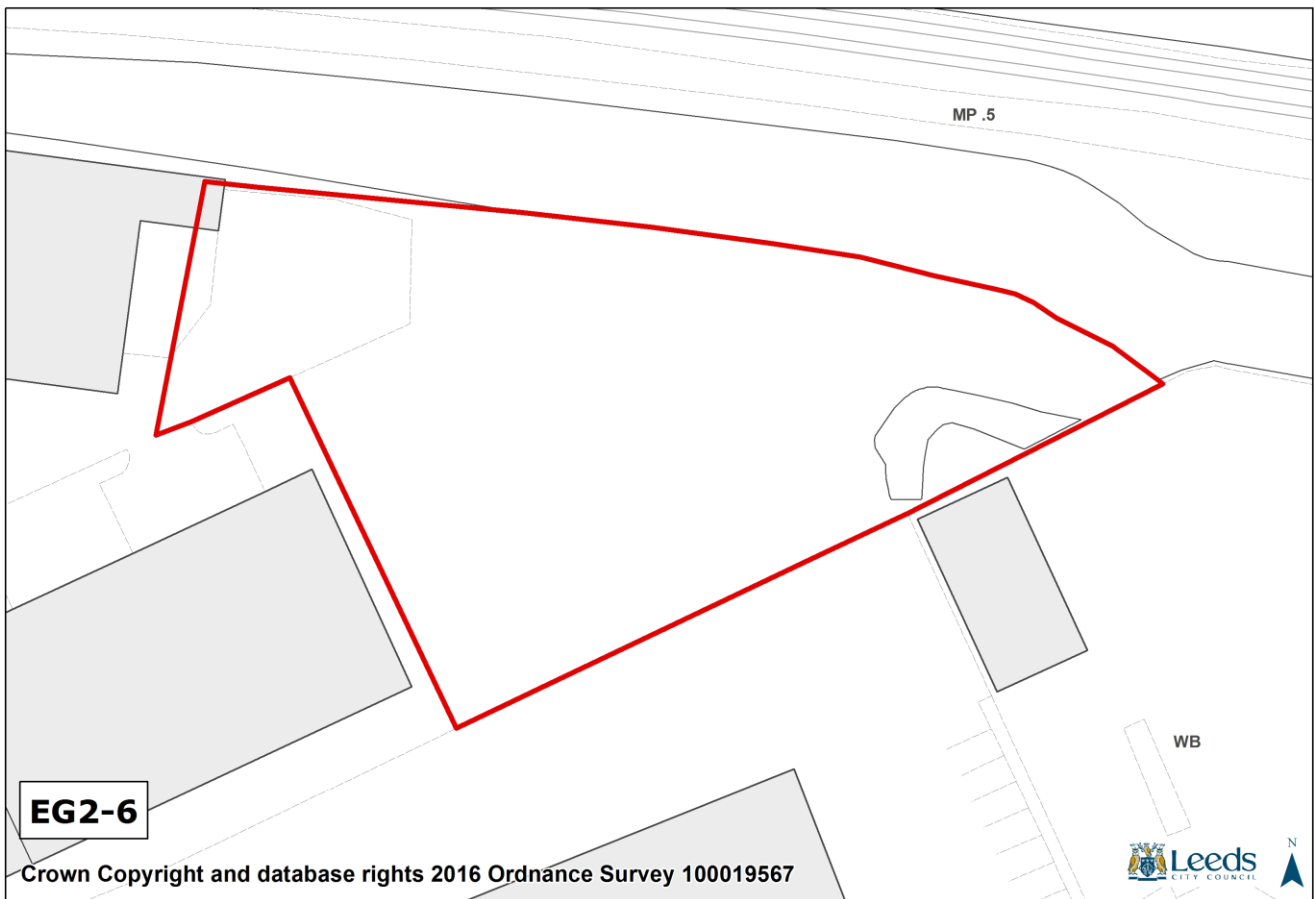 MP .5
WB
EG2-6
Crown Copyright and database rights 2016 Ordnance Survey 100019567
Leeds
CITY COUNCIL
N